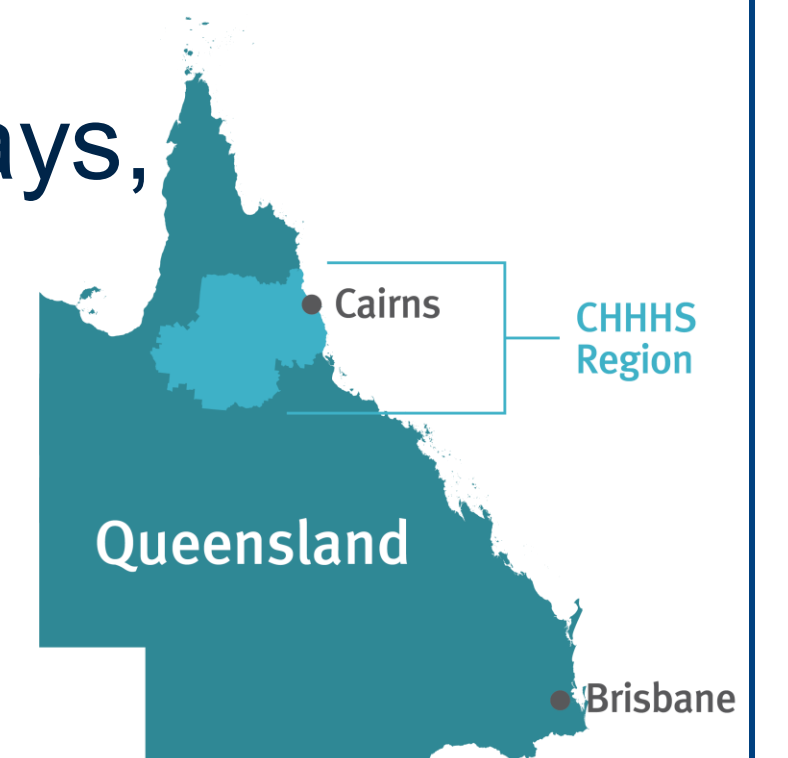 ays,
Cairns
CHHHS
Region
Queensland
Brisbane